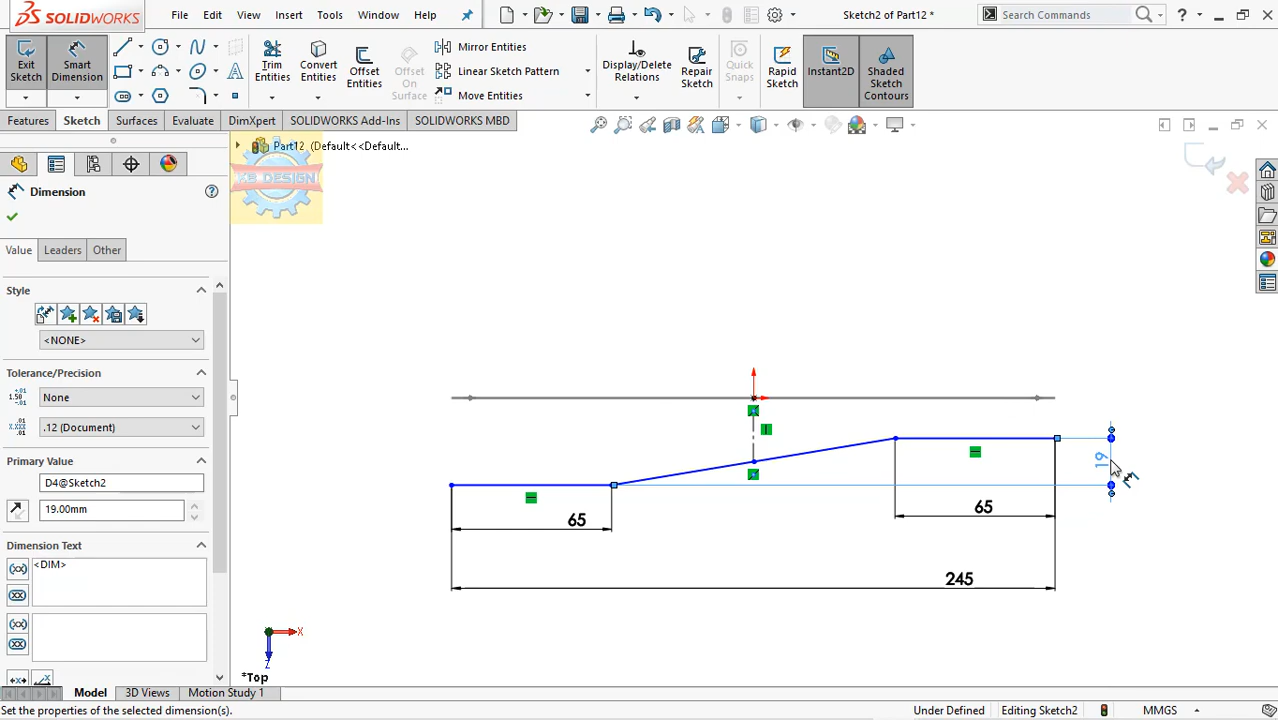 SOLIDWORKS File Edit View Insert Tools Window Help Sketch2 of Part12 * Search Commands ?
Exit Sketch
Smart Dimension
Trim Entities
Convert Entities
Offset Entities
Offset On Surface
Mirror Entities
Linear Sketch Pattern
Move Entities
Display/Delete Relations
Repair Sketch
Quick Snaps
Rapid Sketch
Instant2D
Shaded Sketch Contours
Features Sketch Surfaces Evaluate DimXpert SOLIDWORKS Add-Ins SOLIDWORKS MBD
Part12 (Default<<Default...
KB DESIGN
Dimension
Value Leaders Other
Style
<NONE>
Tolerance/Precision
None
.12 (Document)
Primary Value
D4@Sketch2
19.00mm
Dimension Text
<DIM>
19
65
65
245
X
Z
*Top
Model 3D Views Motion Study 1
Set the properties of the selected dimension(s). Under Defined Editing Sketch2 MMGS